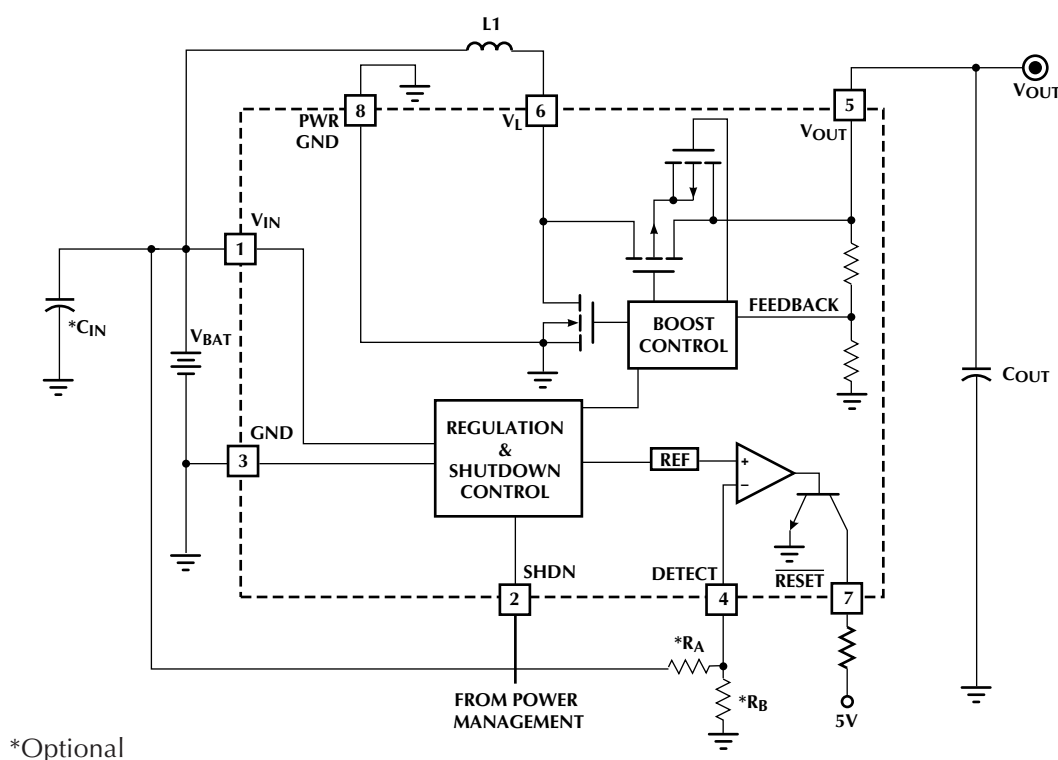 L1
8
PWR
GND
6
VL
5
VOUT
VOUT
VIN
1
*CIN
VBAT
FEEDBACK
BOOST
CONTROL
COUT
GND
3
REGULATION
&
SHUTDOWN
CONTROL
REF
+
−
SHDN
2
DETECT
4
RESET
7
*RA
*RB
FROM POWER
MANAGEMENT
5V
*Optional